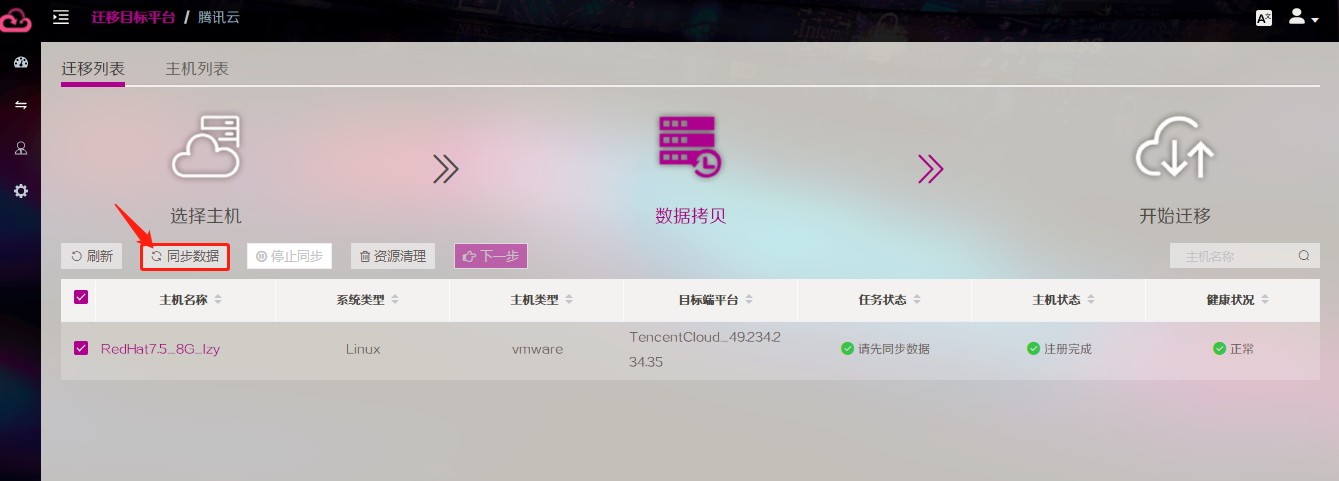 迁移目标平台 / 腾讯云
迁移列表 主机列表
选择主机 数据拷贝 开始迁移
刷新 同步数据 停止同步 资源清理 下一步 主机名称
主机名称 系统类型 主机类型 目标端平台 任务状态 主机状态 健康状况
RedHat7.5_8G_lzy Linux vmware TencentCloud_49.234.2 请先同步数据 注册完成 正常
34.35